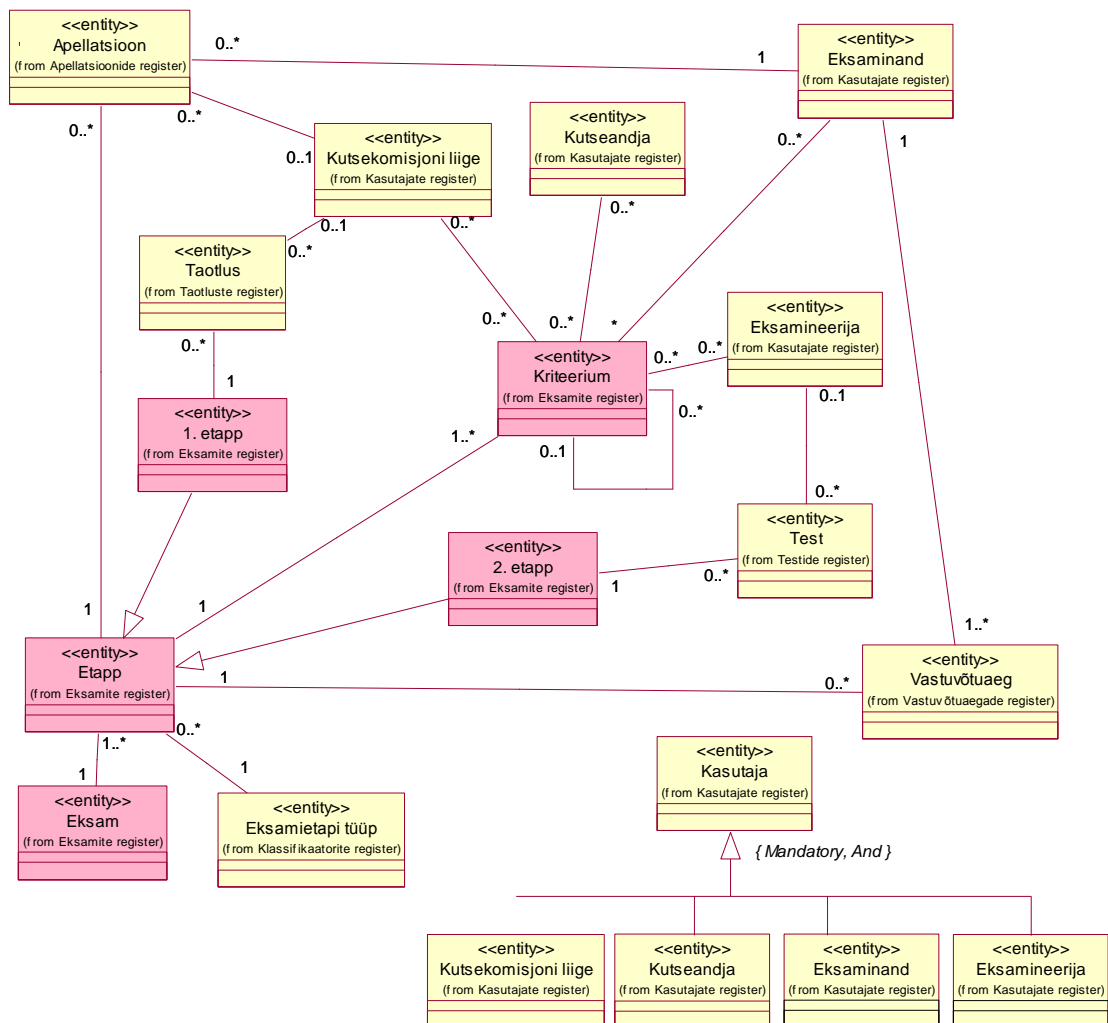 <<entity>>
Apellatsioon
(from Apellatsioonide register)
0..*
1
<<entity>>
Eksaminand
(from Kasutajate register)
0..*
0..*
0..1
<<entity>>
Kutsekomisjoni liige
(from Kasutajate register)
<<entity>>
Kutseandja
(from Kasutajate register)
0..*
1
0..1
0..*
0..*
0..*
<<entity>>
Taotlus
(from Taotluste register)
0..*
1
0..*
0..*
*
<<entity>>
Kriteerium
(from Eksamite register)
0..*
0..*
<<entity>>
Eksamineerija
(from Kasutajate register)
0..1
0..*
0..1
1..*
<<entity>>
1. etapp
(from Eksamite register)
0..*
<<entity>>
Test
(from Testide register)
<<entity>>
2. etapp
(from Eksamite register)
1
0..*
1
1
1..*
<<entity>>
Etapp
(from Eksamite register)
1
0..*
<<entity>>
Vastuvõtuaeg
(from Vastuvõtuaegade register)
1..*
0..*
1
1
<<entity>>
Eksam
(from Eksamite register)
<<entity>>
Eksamietapi tüüp
(from Klassifikaatorite register)
<<entity>>
Kasutaja
(from Kasutajate register)
{ Mandatory, And }
<<entity>>
Kutsekomisjoni liige
(from Kasutajate register)
<<entity>>
Kutseandja
(from Kasutajate register)
<<entity>>
Eksaminand
(from Kasutajate register)
<<entity>>
Eksamineerija
(from Kasutajate register)